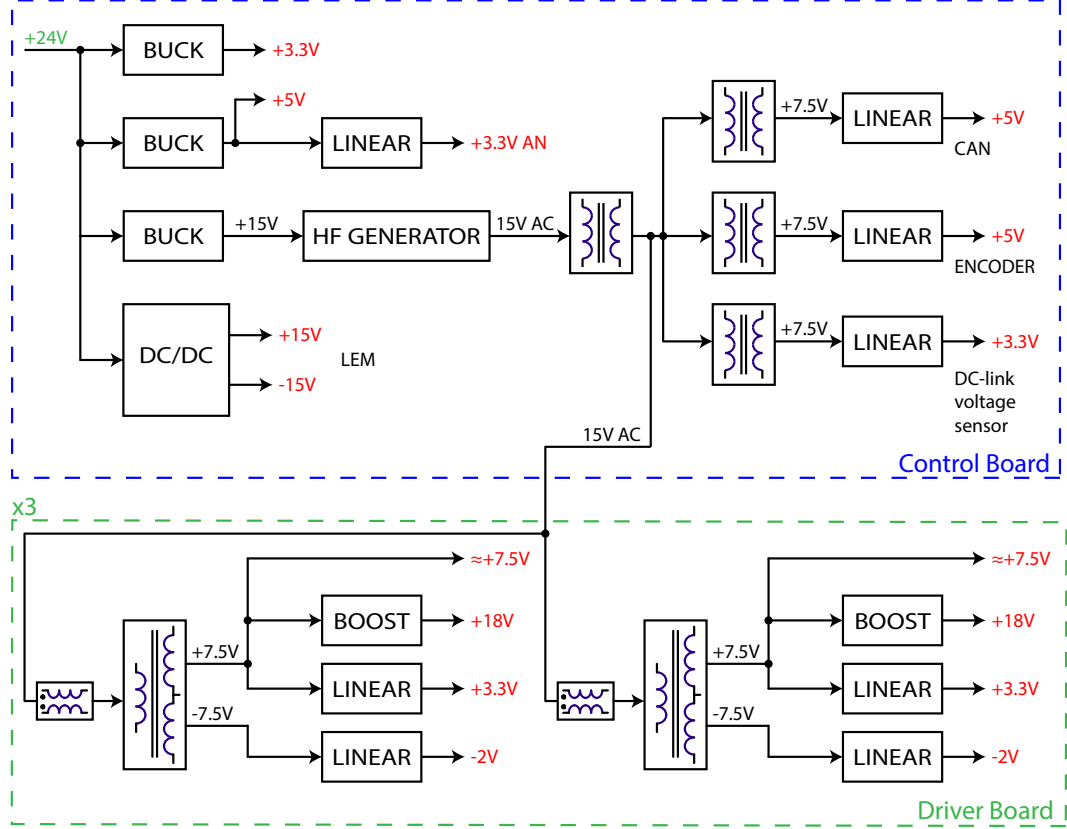 +24V
BUCK
+3.3V
+5V
BUCK
LINEAR
+3.3V AN
BUCK
+15V
HF GENERATOR
15V AC
DC/DC
+15V
-15V
LEM
+7.5V
LINEAR
+5V
CAN
+7.5V
LINEAR
+5V
ENCODER
+7.5V
LINEAR
+3.3V
DC-link
voltage
sensor
15V AC
Control Board
x3
≈+7.5V
BOOST
+18V
+7.5V
LINEAR
+3.3V
-7.5V
LINEAR
-2V
≈+7.5V
BOOST
+18V
+7.5V
LINEAR
+3.3V
-7.5V
LINEAR
-2V
Driver Board